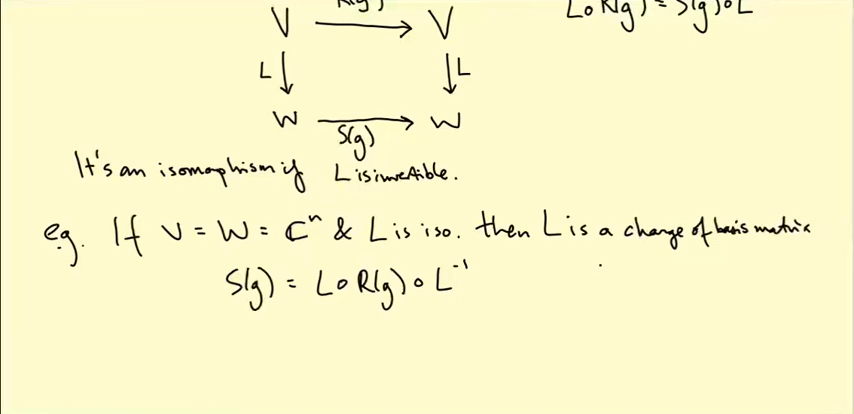 R(g)
L∘R(g) = S(g)∘L
V → V
L↓ ↓L
W → W
S(g)
It's an isomorphism if L is invertible.
e.g. If V = W = ℂⁿ & L is iso. then L is a change of basis matrix
S(g) = L∘R(g)∘L⁻¹